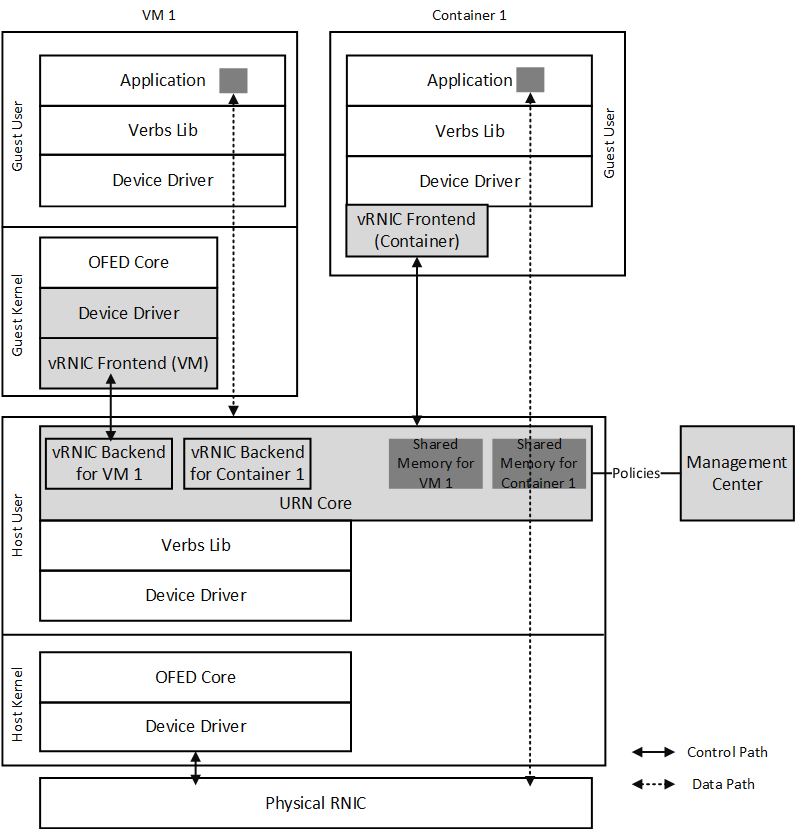 VM 1
Container 1
Guest User
Application
Verbs Lib
Device Driver
Guest Kernel
OFED Core
Device Driver
vRNIC Frontend (VM)
Application
Verbs Lib
Device Driver
Guest User
vRNIC Frontend
(Container)
Host User
vRNIC Backend
for VM 1
vRNIC Backend
for Container 1
Shared
Memory for
VM 1
Shared
Memory for
Container 1
URN Core
Policies
Management
Center
Verbs Lib
Device Driver
Host Kernel
OFED Core
Device Driver
Physical RNIC
Control Path
Data Path